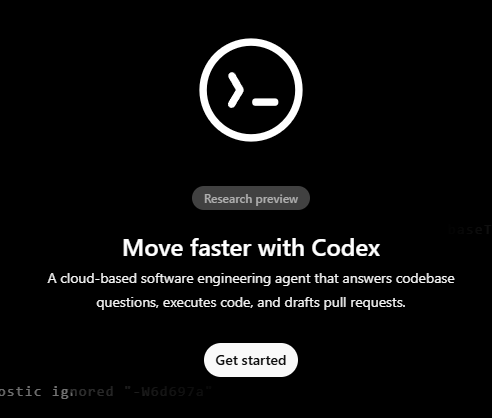 Research preview
baseT
Move faster with Codex
A cloud-based software engineering agent that answers codebase
questions, executes code, and drafts pull requests.
Get started
ostic ignored "-W6d697a"